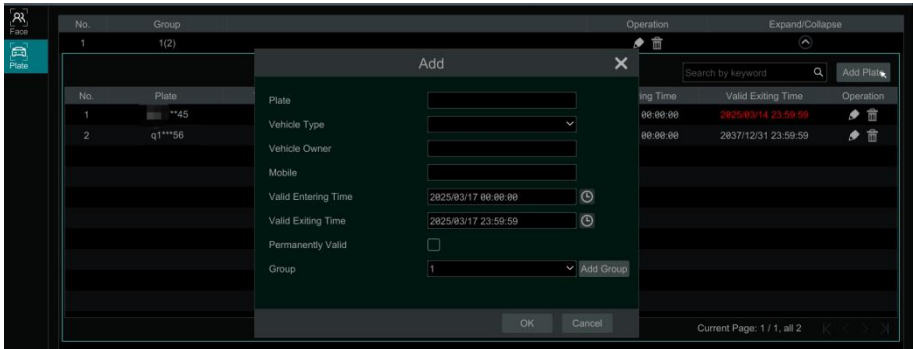 Face
Plate
No. Group Operation Expand/Collapse
1 1(2)
Add
Search by keyword Add Plate
No. Plate ing Time Valid Exiting Time Operation
1 **45 00:00:00 2025/03/14 23:59:59
2 q1***56 00:00:00 2037/12/31 23:59:59
Plate
Vehicle Type
Vehicle Owner
Mobile
Valid Entering Time 2025/03/17 00:00:00
Valid Exiting Time 2025/03/17 23:59:59
Permanently Valid
Group 1 Add Group
OK Cancel
Current Page: 1 / 1, all 2